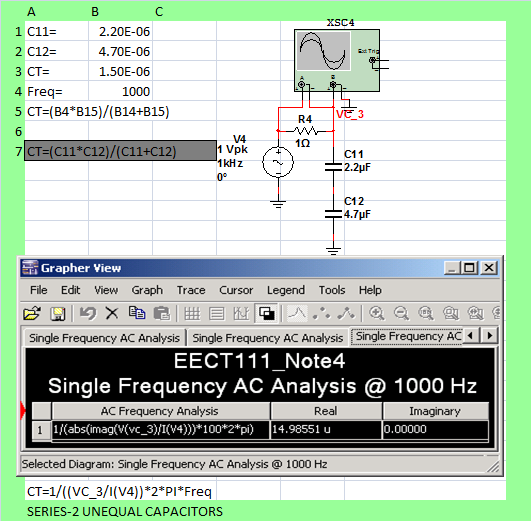 A B C
1 C11= 2.20E-06
2 C12= 4.70E-06
3 CT= 1.50E-06
4 Freq= 1000
5 CT=(B4*B15)/(B14+B15)
6
7 CT=(C11*C12)/(C11+C12)
XSC4
Ext Trig
A B
VC_3
R4
1Ω
V4
1 Vpk
1kHz
0°
C11
2.2µF
C12
4.7µF
Grapher View
File Edit View Graph Trace Cursor Legend Tools Help
Single Frequency AC Analysis Single Frequency AC Analysis Single Frequency AC
EECT111_Note4
Single Frequency AC Analysis @ 1000 Hz
AC Frequency Analysis Real Imaginary
1 1/(abs(imag(V(vc_3)/I(V4)))*100*2*pi) 14.98551 u 0.00000
Selected Diagram: Single Frequency AC Analysis @ 1000 Hz
CT=1/((VC_3/I(V4))*2*PI*Freq
SERIES-2 UNEQUAL CAPACITORS